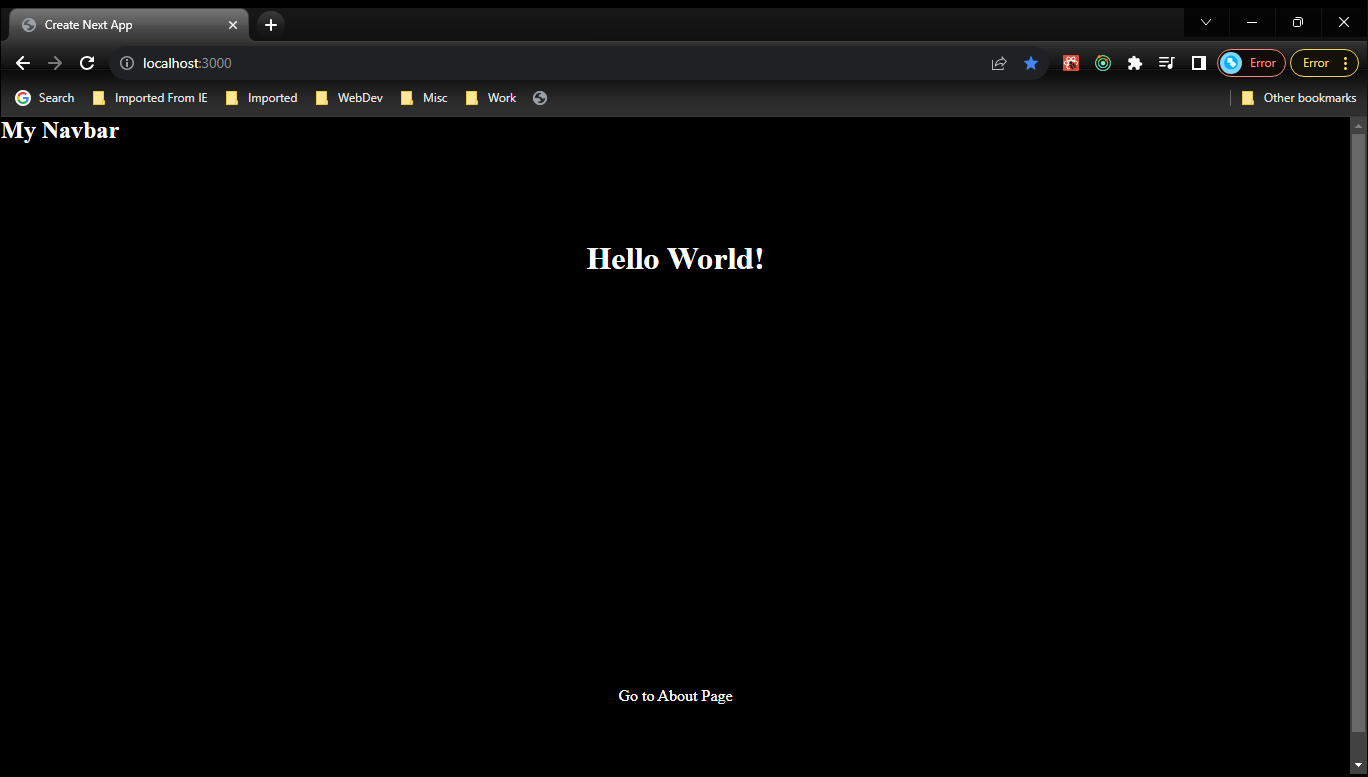 Create Next App
localhost:3000
Error
Error
Search Imported From IE Imported WebDev Misc Work Other bookmarks
My Navbar
Hello World!
Go to About Page